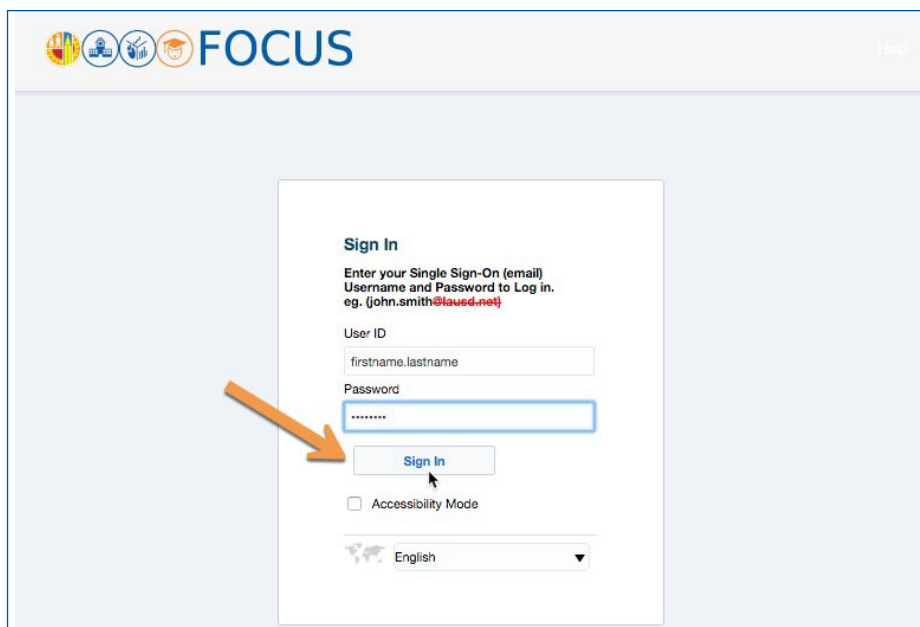 FOCUS
Help
Sign In
Enter your Single Sign-On (email)
Username and Password to Log in.
eg. (john.smith@lausd.net)
User ID
firstname.lastname
Password
••••••••
Sign In
Accessibility Mode
English